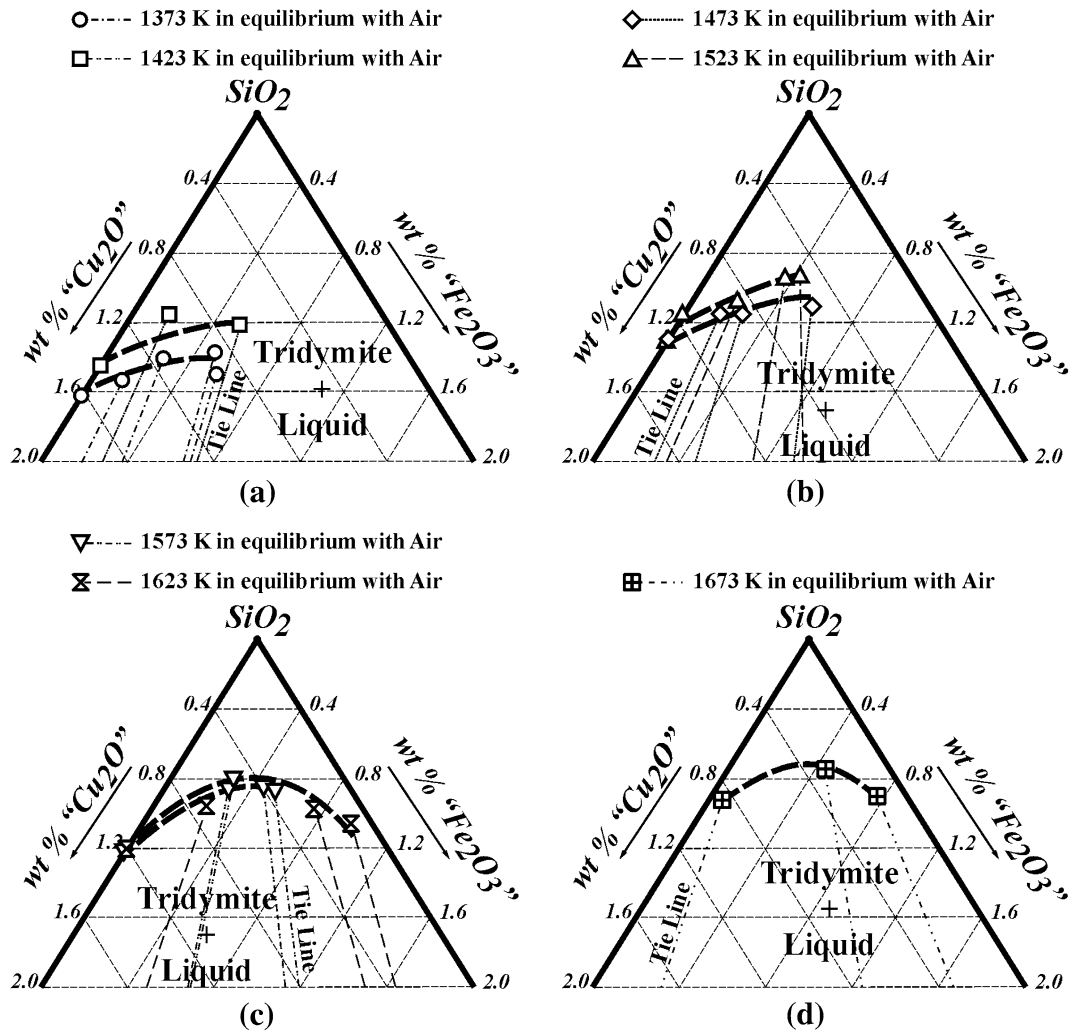 1373 K in equilibrium with Air
1423 K in equilibrium with Air
1473 K in equilibrium with Air
1523 K in equilibrium with Air
SiO2
0.4
0.4
wt % “Cu2O”
wt % “Fe2O3”
0.8
0.8
1.2
1.2
Tridymite
+
1.6
1.6
Tie Line
Liquid
2.0
2.0
(a)
SiO2
0.4
0.4
wt % “Cu2O”
wt % “Fe2O3”
0.8
0.8
1.2
1.2
Tridymite
+
1.6
1.6
Tie Line
Liquid
2.0
2.0
(b)
1573 K in equilibrium with Air
1623 K in equilibrium with Air
1673 K in equilibrium with Air
SiO2
0.4
0.4
wt % “Cu2O”
wt % “Fe2O3”
0.8
0.8
1.2
1.2
Tridymite
+
1.6
1.6
Tie Line
Liquid
2.0
2.0
(c)
SiO2
0.4
0.4
wt % “Cu2O”
wt % “Fe2O3”
0.8
0.8
1.2
1.2
Tridymite
+
1.6
1.6
Tie Line
Liquid
2.0
2.0
(d)